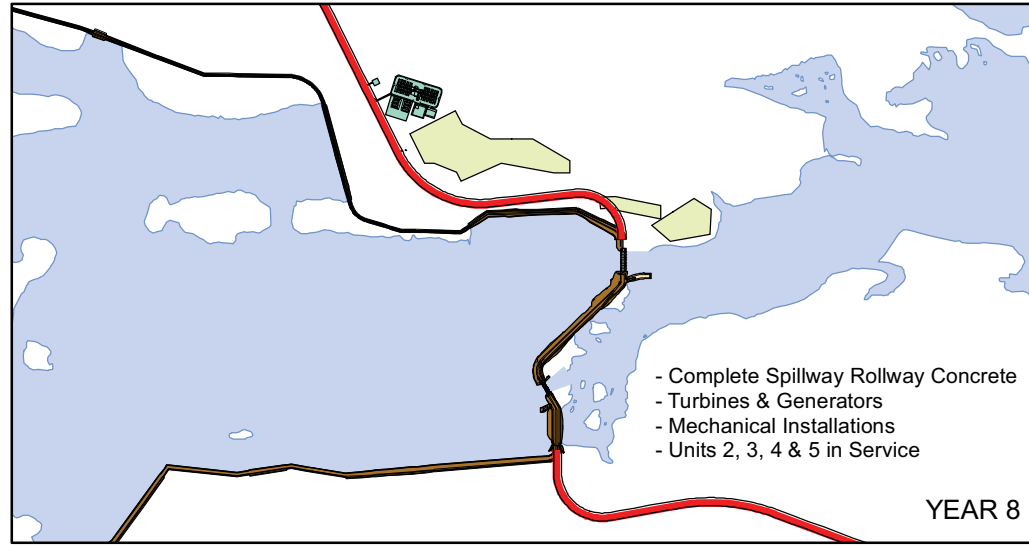 - Complete Spillway Rollway Concrete
- Turbines & Generators
- Mechanical Installations
- Units 2, 3, 4 & 5 in Service
YEAR 8